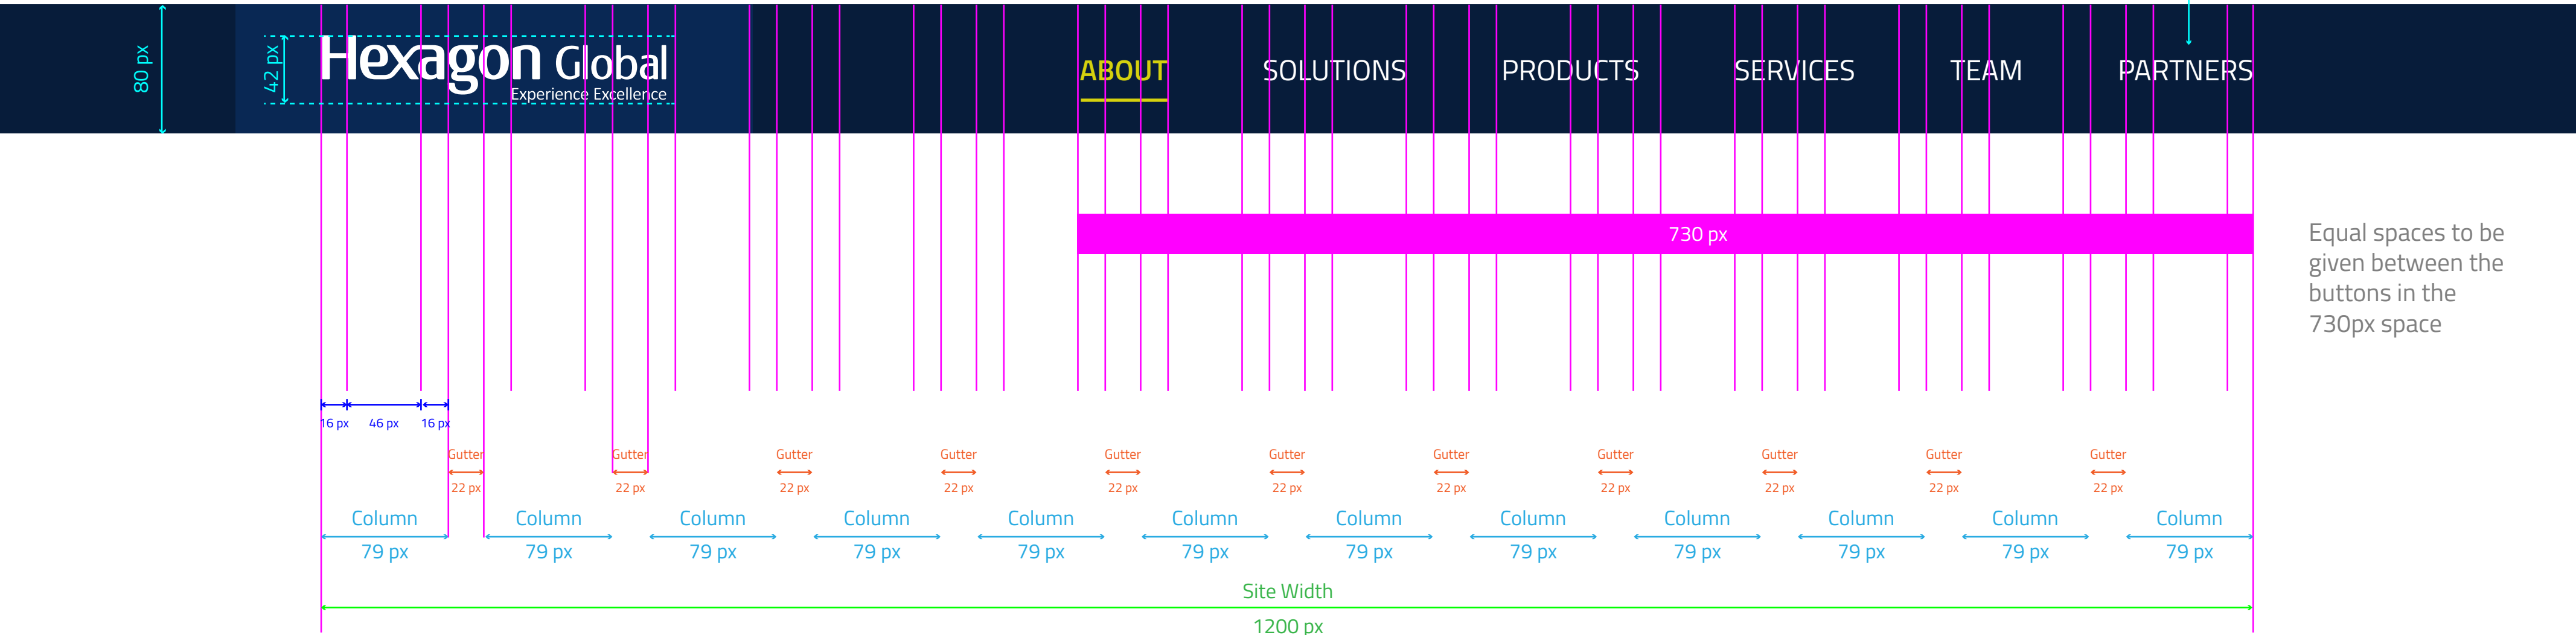 80 px
42 px
Hexagon Global
Experience Excellence
ABOUT SOLUTIONS PRODUCTS SERVICES TEAM PARTNERS
730 px
Equal spaces to be
given between the
buttons in the
730px space
16 px 46 px 16 px
Gutter Gutter Gutter Gutter Gutter Gutter Gutter Gutter Gutter Gutter Gutter
22 px 22 px 22 px 22 px 22 px 22 px 22 px 22 px 22 px 22 px 22 px
Column Column Column Column Column Column Column Column Column Column Column Column
79 px 79 px 79 px 79 px 79 px 79 px 79 px 79 px 79 px 79 px 79 px 79 px
Site Width
1200 px